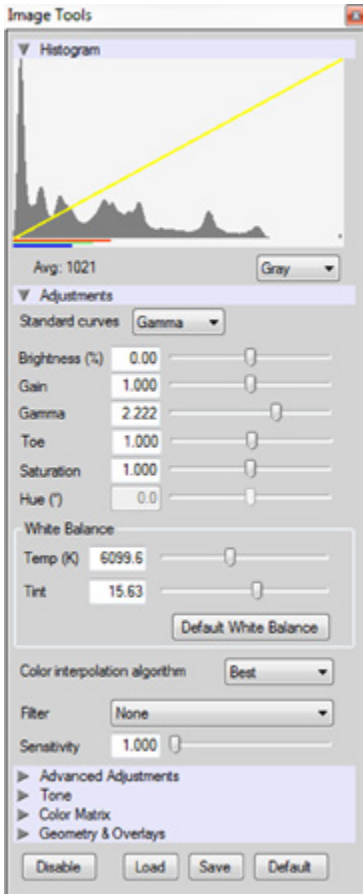 Image Tools
Histogram
Avg: 1021 Gray
Adjustments
Standard curves Gamma
Brightness (%) 0.00
Gain 1.000
Gamma 2.222
Toe 1.000
Saturation 1.000
Hue (°) 0.0
White Balance
Temp (K) 6099.6
Tint 15.63
Default White Balance
Color interpolation algorithm Best
Filter None
Sensitivity 1.000
Advanced Adjustments
Tone
Color Matrix
Geometry & Overlays
Disable Load Save Default